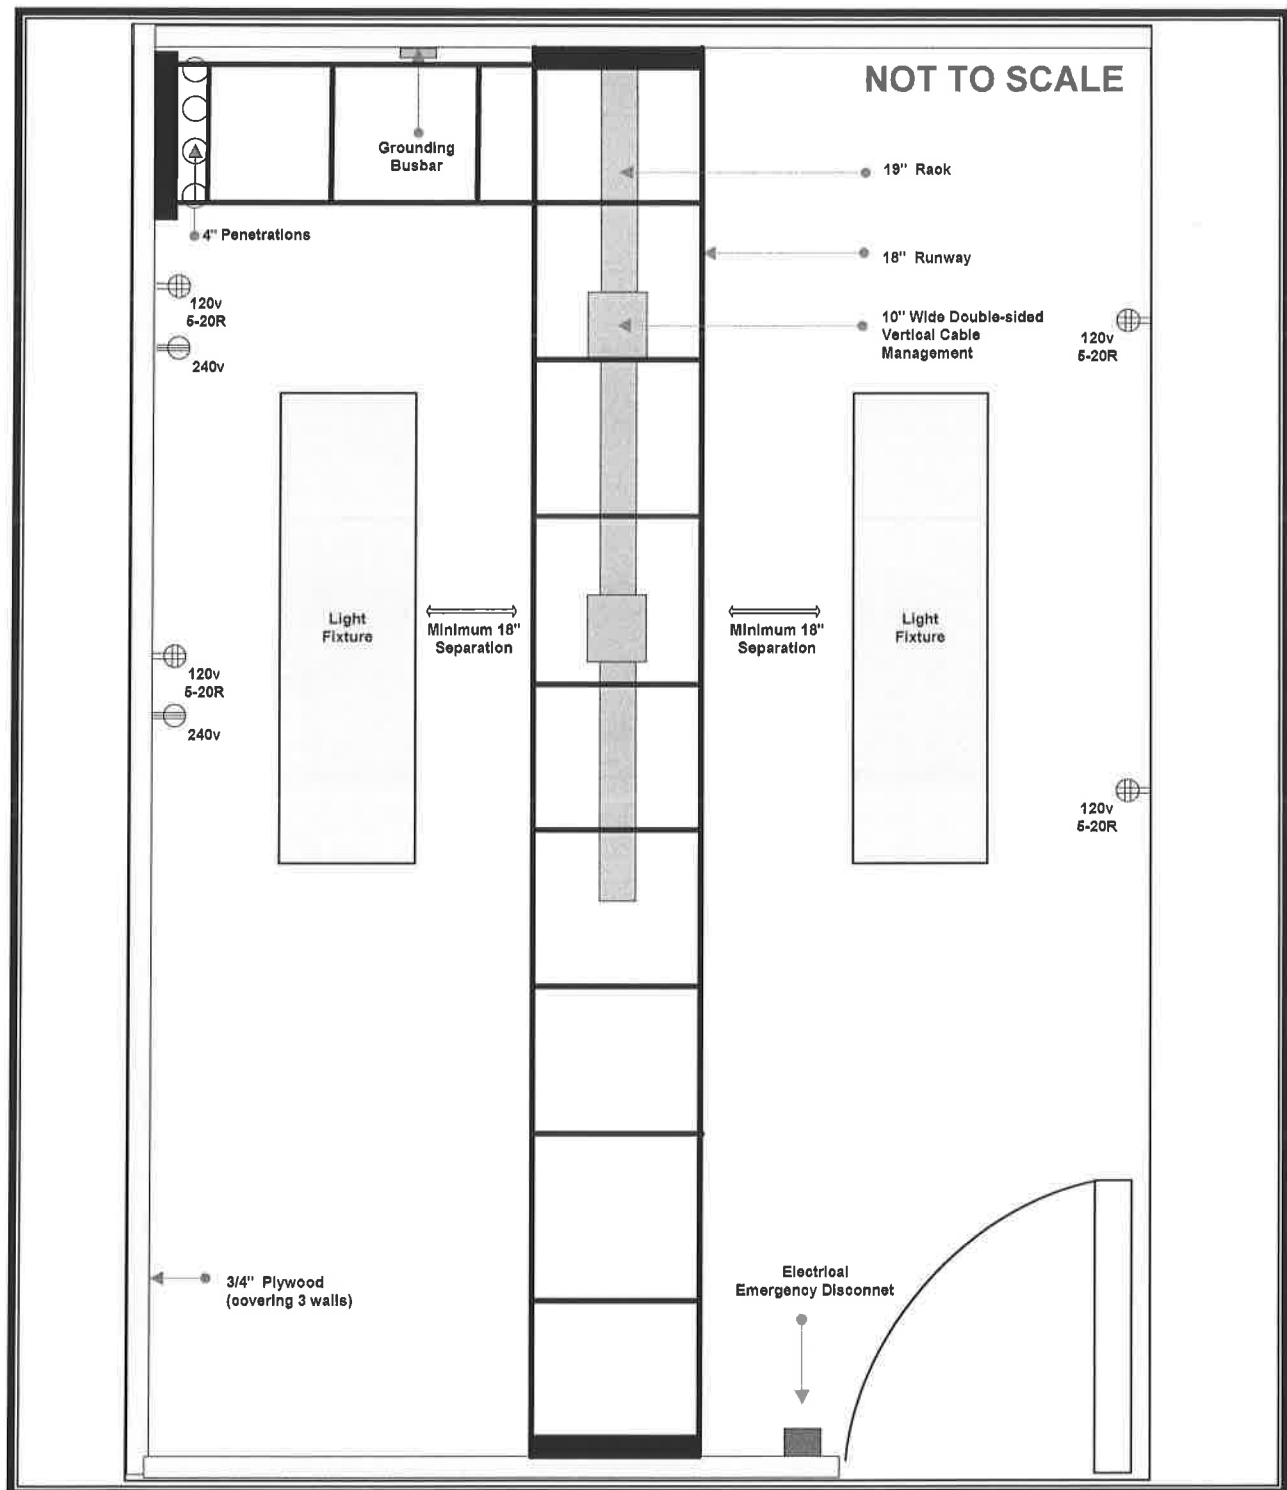 NOT TO SCALE
Grounding
Busbar
19" Rack
4" Penetrations
18" Runway
120v
5-20R
10" Wide Double-sided
Vertical Cable
Management
120v
5-20R
240v
Light
Fixture
Minimum 18"
Separation
Minimum 18"
Separation
Light
Fixture
120v
5-20R
240v
120v
5-20R
3/4" Plywood
(covering 3 walls)
Electrical
Emergency Disconnet